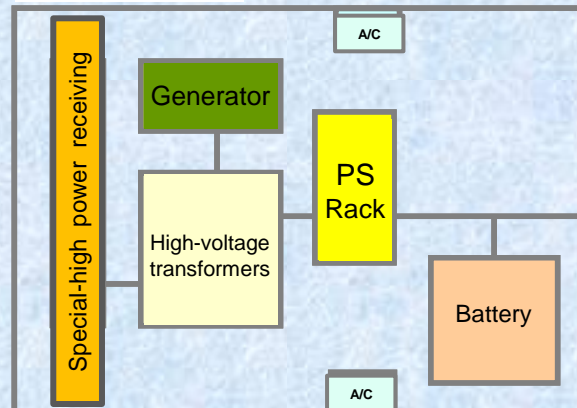 Special-high power receiving
A/C
Generator
PS
Rack
High-voltage
transformers
Battery
A/C